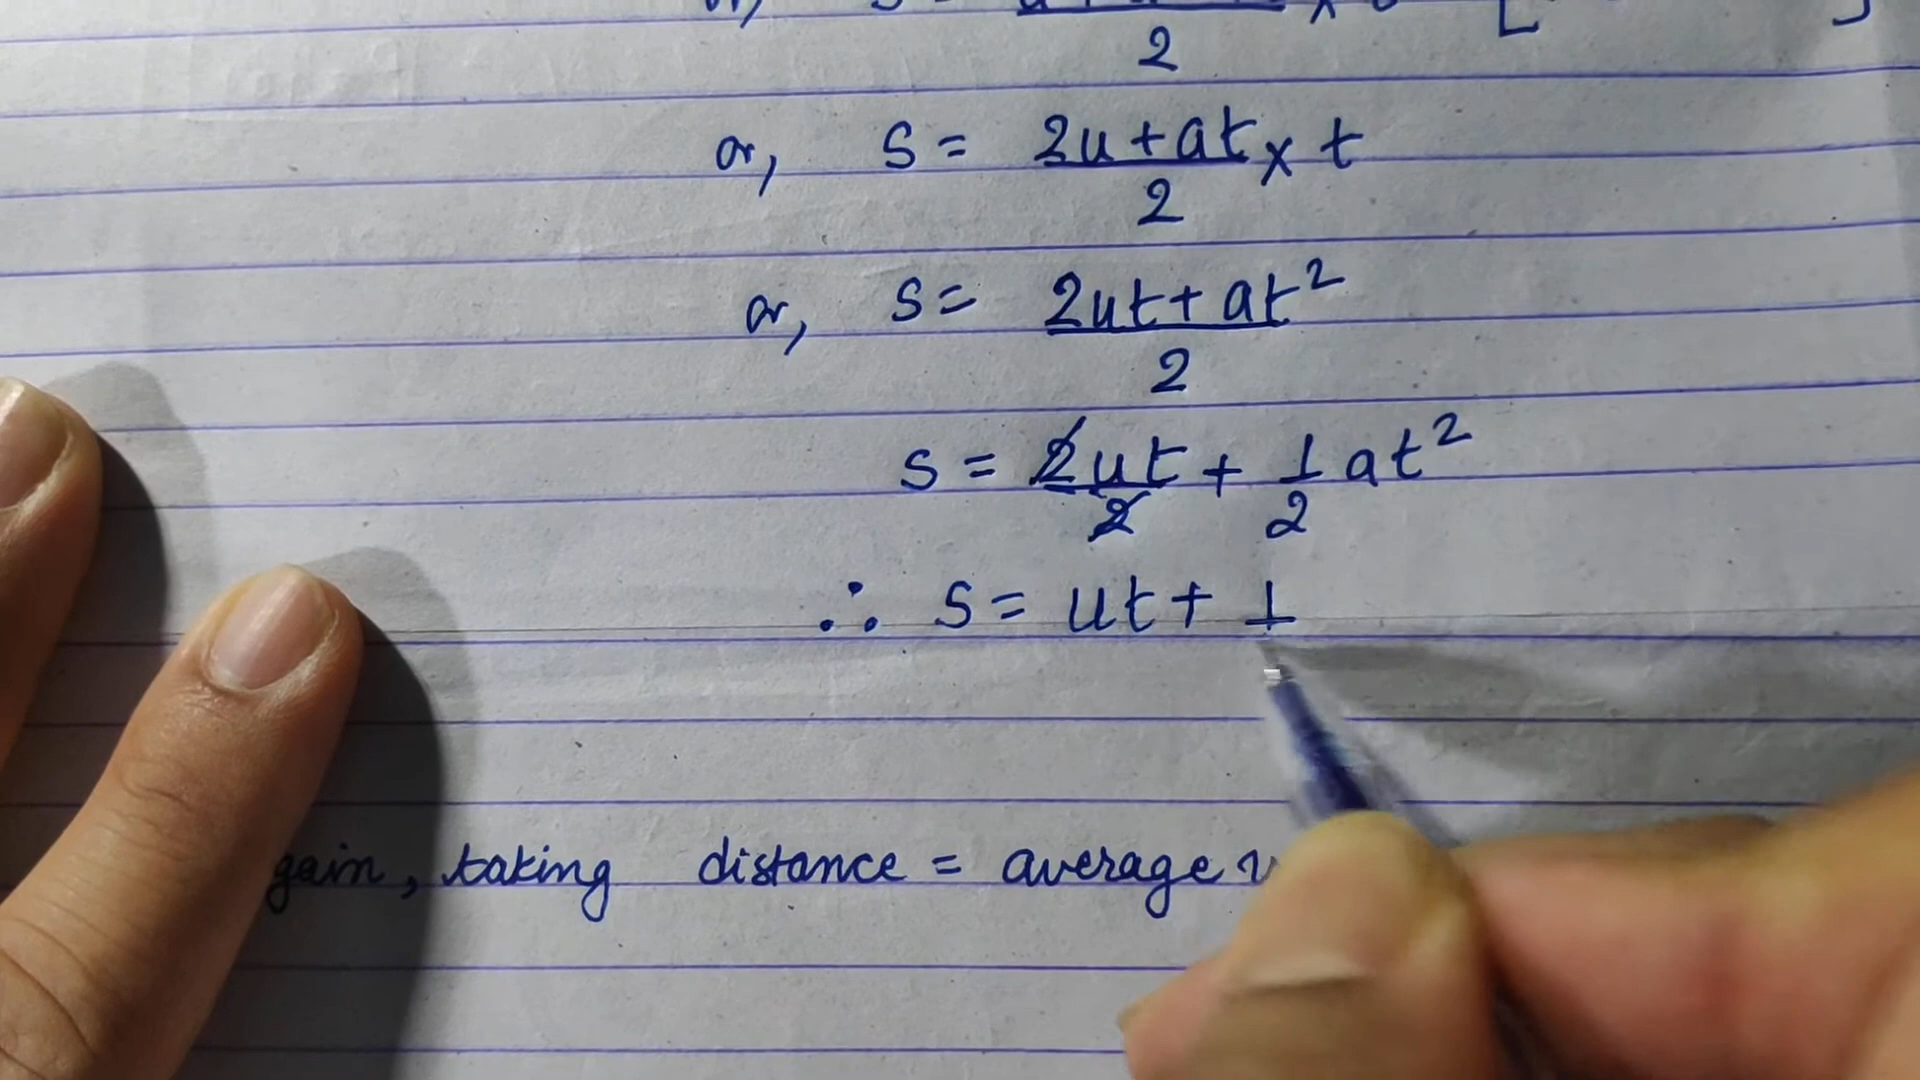 2
or, s = 2u+at/2 x t
or, s = 2ut+at²/2
s = 2ut/2 + 1/2 at²
∴ s = ut + 1
gain, taking distance = average